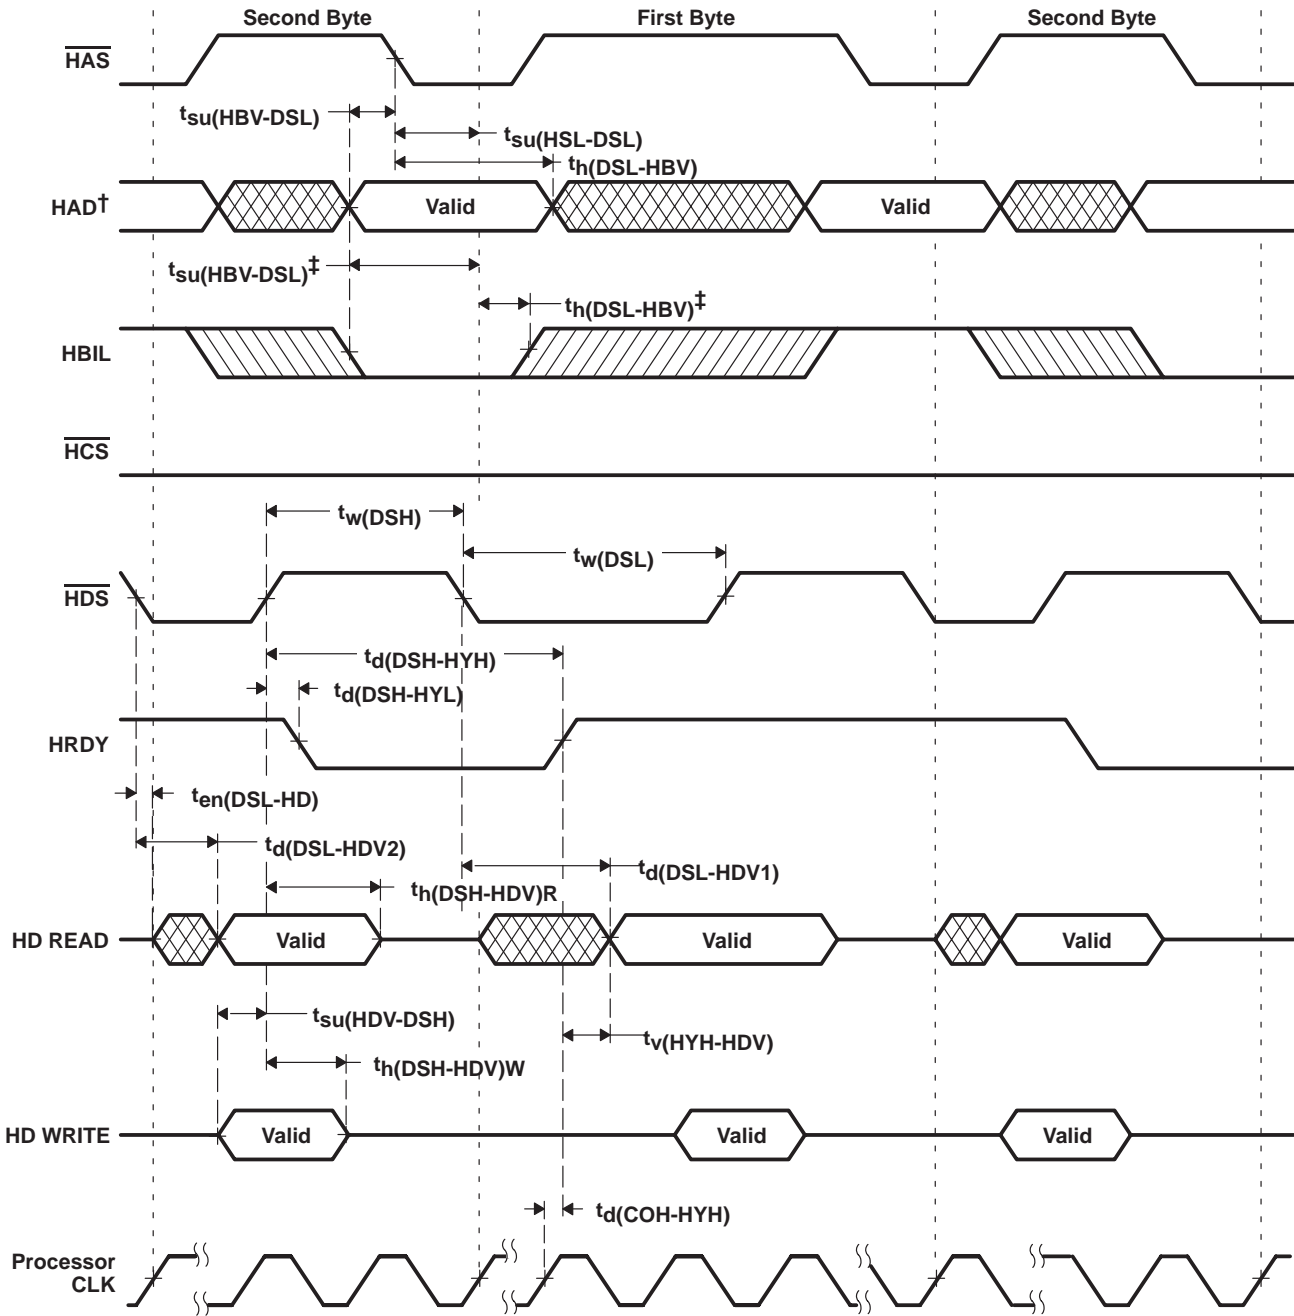 Second Byte First Byte Second Byte
HAS
tsu(HBV-DSL)
tsu(HSL-DSL)
th(DSL-HBV)
HAD† Valid Valid
tsu(HBV-DSL)‡
th(DSL-HBV)‡
HBIL
HCS
tw(DSH)
tw(DSL)
HDS
td(DSH-HYH)
td(DSH-HYL)
HRDY
ten(DSL-HD)
td(DSL-HDV2)
td(DSL-HDV1)
th(DSH-HDV)R
HD READ Valid Valid Valid
tsu(HDV-DSH)
tv(HYH-HDV)
th(DSH-HDV)W
HD WRITE Valid Valid Valid
td(COH-HYH)
Processor
CLK